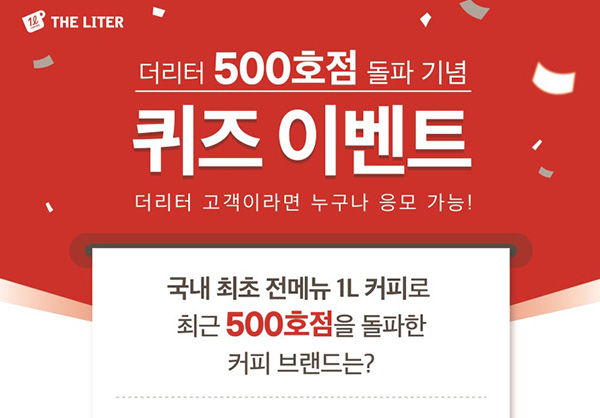 1ℓ THE LITER
더리터 500호점 돌파 기념
퀴즈 이벤트
더리터 고객이라면 누구나 응모 가능!
국내 최초 전메뉴 1L 커피로
최근 500호점을 돌파한
커피 브랜드는?